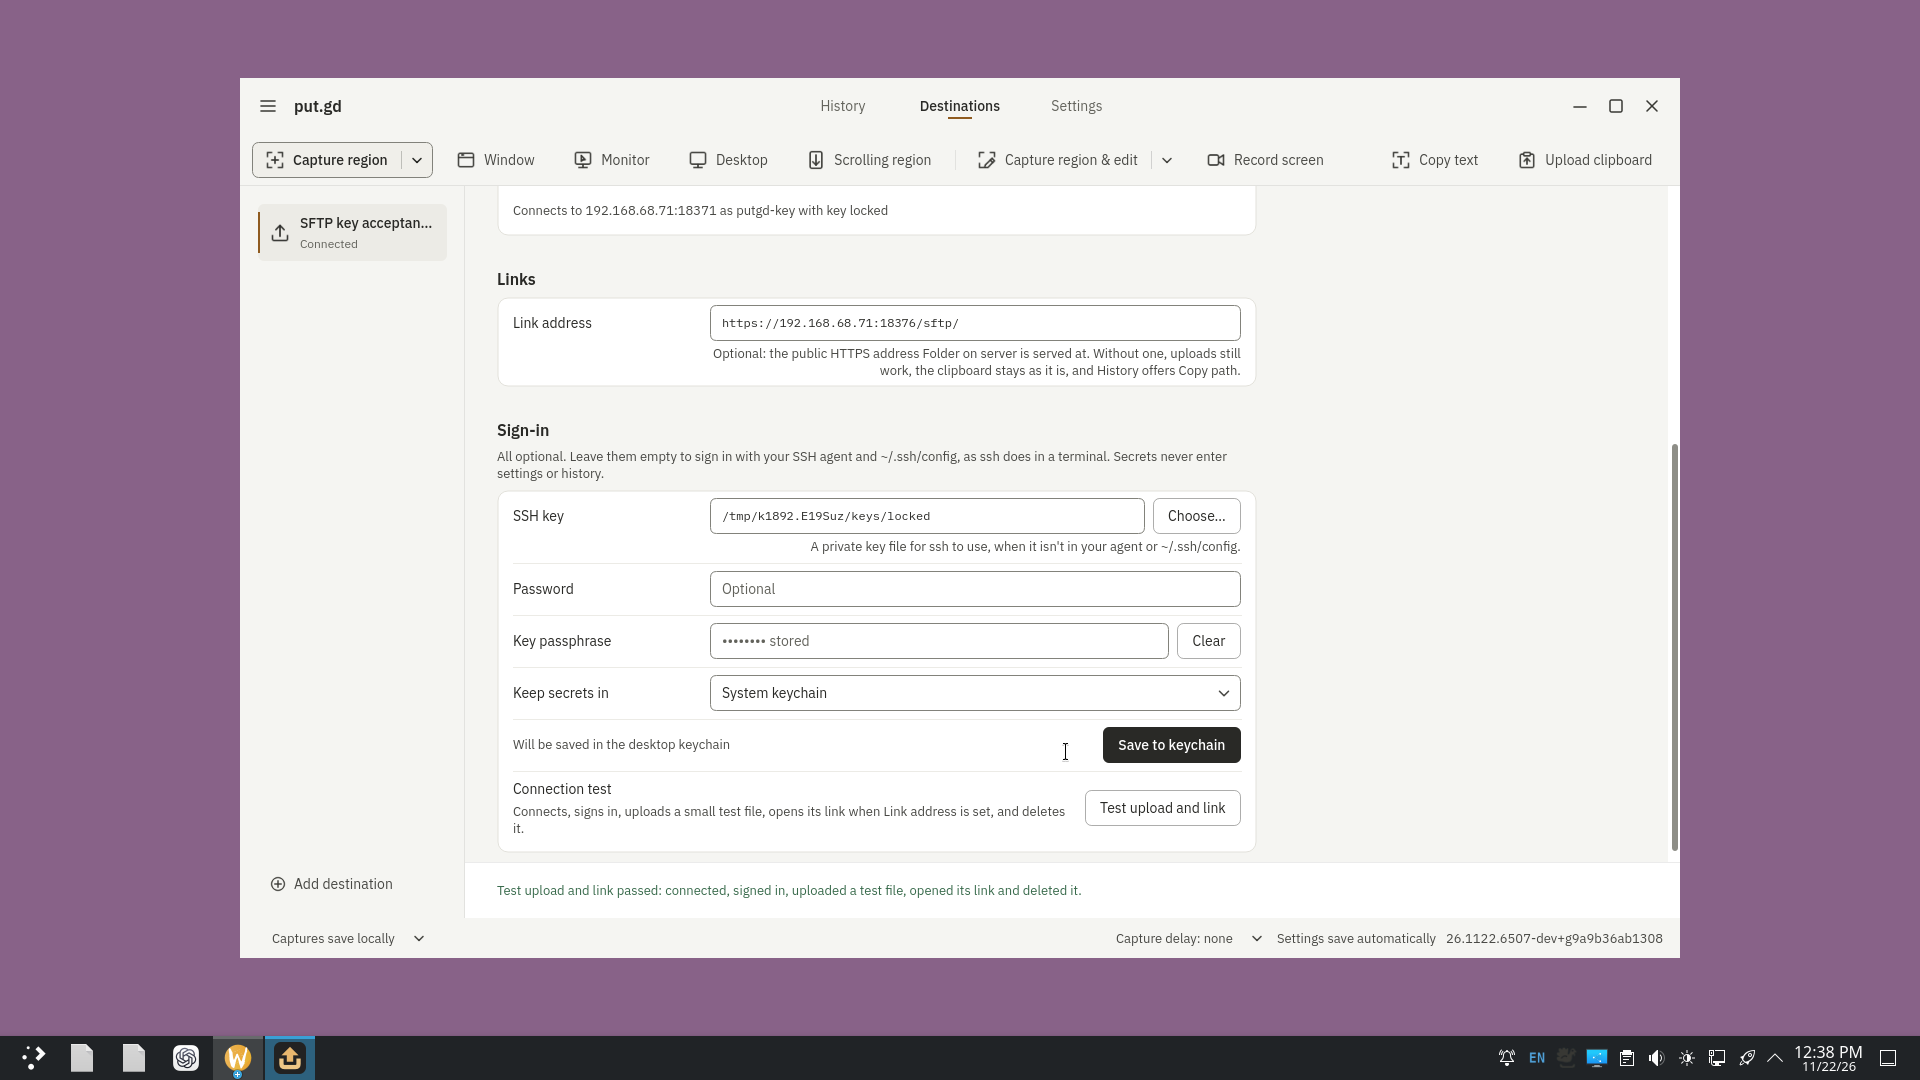 put.gd
History
Destinations
Settings
Capture region
Window
Monitor
Desktop
Scrolling region
Capture region & edit
Record screen
Copy text
Upload clipboard
SFTP key acceptan...
Connected
Connects to 192.168.68.71:18371 as putgd-key with key locked
Links
Link address
https://192.168.68.71:18376/sftp/
Optional: the public HTTPS address Folder on server is served at. Without one, uploads still
work, the clipboard stays as it is, and History offers Copy path.
Sign-in
All optional. Leave them empty to sign in with your SSH agent and ~/.ssh/config, as ssh does in a terminal. Secrets never enter
settings or history.
SSH key
/tmp/k1892.E19Suz/keys/locked
Choose...
A private key file for ssh to use, when it isn't in your agent or ~/.ssh/config.
Password
Optional
Key passphrase
•••••••• stored
Clear
Keep secrets in
System keychain
Will be saved in the desktop keychain
Save to keychain
Connection test
Connects, signs in, uploads a small test file, opens its link when Link address is set, and deletes
it.
Test upload and link
Add destination
Test upload and link passed: connected, signed in, uploaded a test file, opened its link and deleted it.
Captures save locally
Capture delay: none
Settings save automatically
26.1122.6507-dev+g9a9b36ab1308
W
EN
12:38 PM
11/22/26